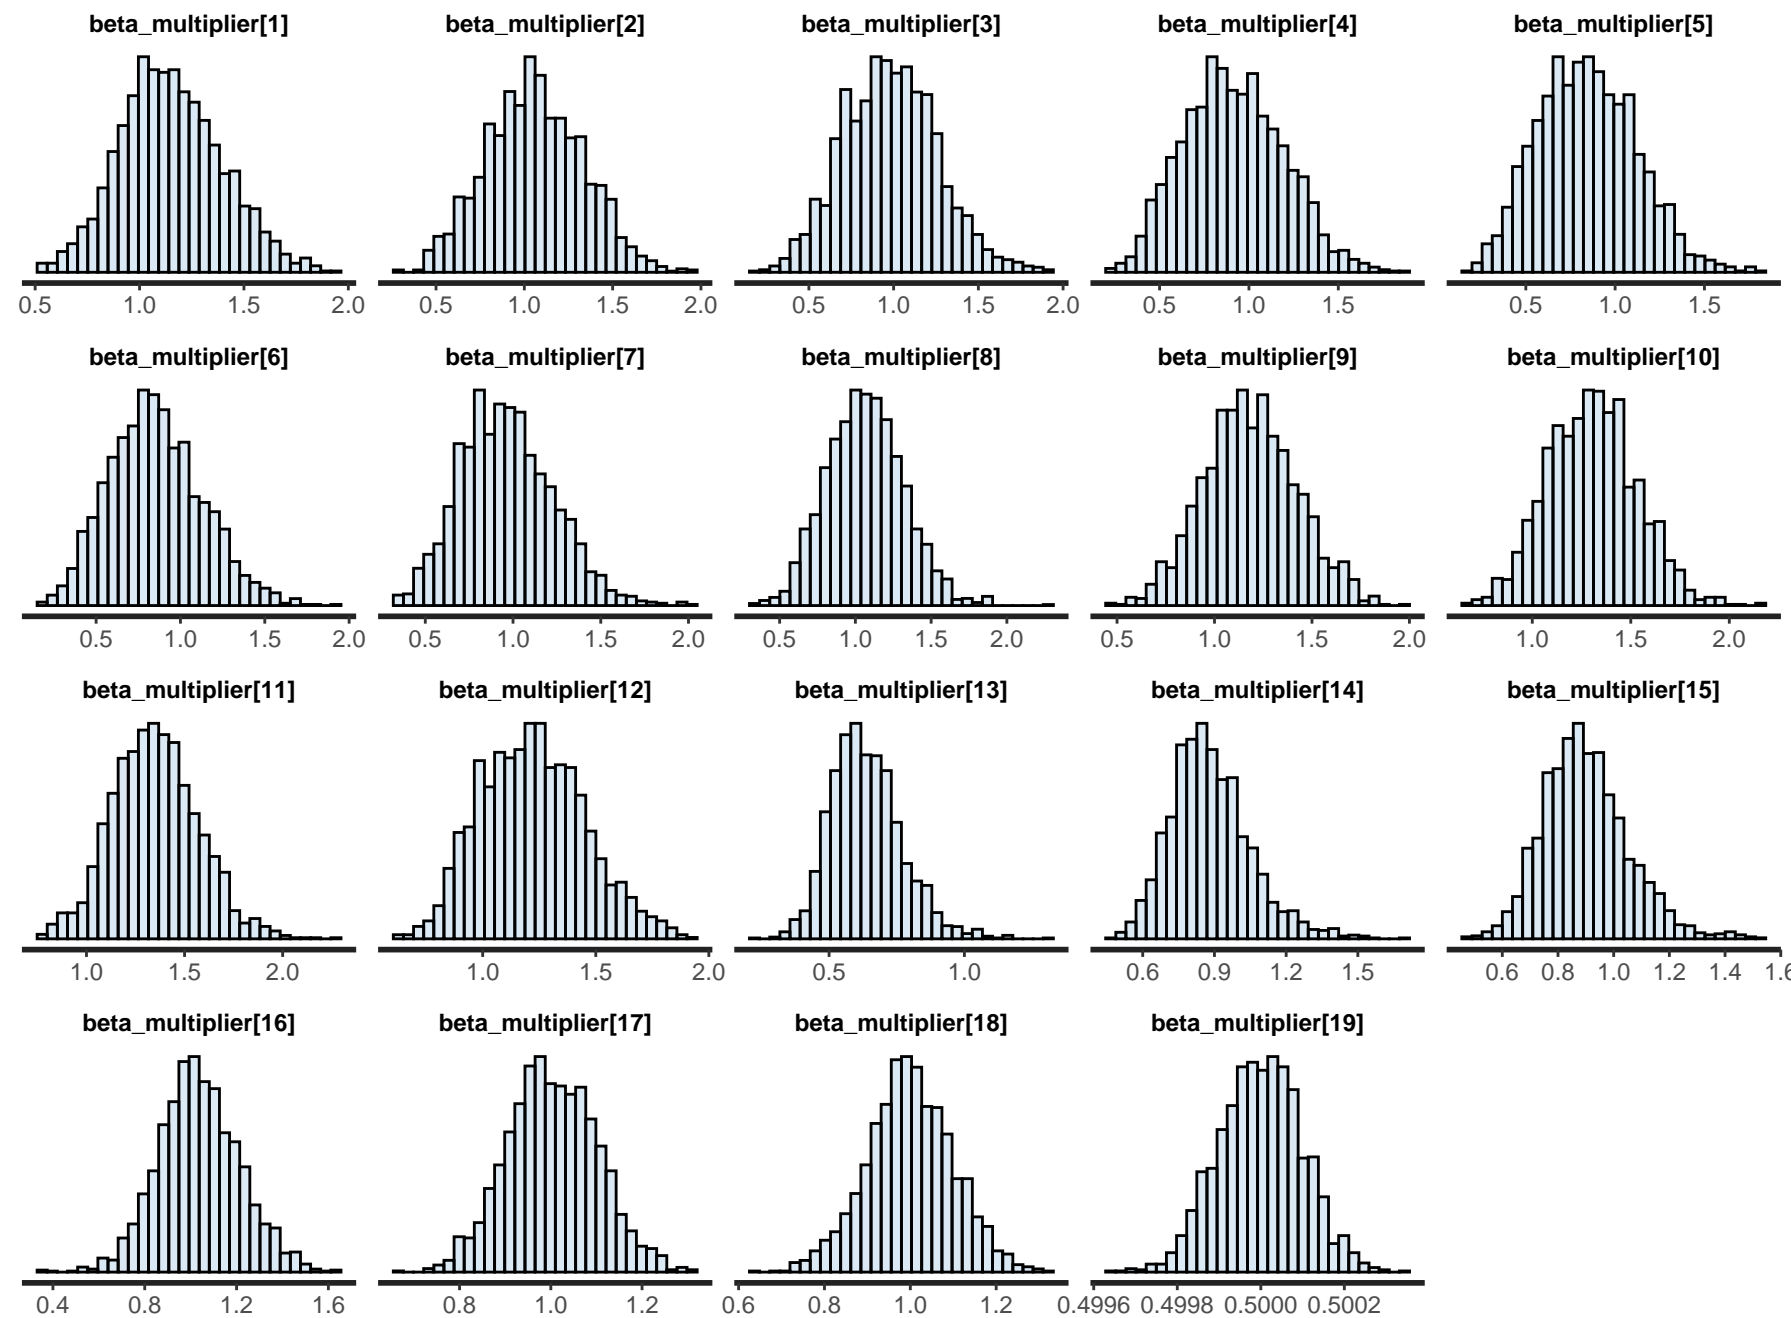 beta_multiplier[1] beta_multiplier[2] beta_multiplier[3] beta_multiplier[4] beta_multiplier[5]
0.5 1.0 1.5 2.0 0.5 1.0 1.5 2.0 0.5 1.0 1.5 2.0 0.5 1.0 1.5 0.5 1.0 1.5
beta_multiplier[6] beta_multiplier[7] beta_multiplier[8] beta_multiplier[9] beta_multiplier[10]
0.5 1.0 1.5 2.0 0.5 1.0 1.5 2.0 0.5 1.0 1.5 2.0 0.5 1.0 1.5 2.0 1.0 1.5 2.0
beta_multiplier[11] beta_multiplier[12] beta_multiplier[13] beta_multiplier[14] beta_multiplier[15]
1.0 1.5 2.0 1.0 1.5 2.0 0.5 1.0 0.6 0.9 1.2 1.5 0.6 0.8 1.0 1.2 1.4 1.6
beta_multiplier[16] beta_multiplier[17] beta_multiplier[18] beta_multiplier[19]
0.4 0.8 1.2 1.6 0.8 1.0 1.2 0.6 0.8 1.0 1.2 0.4996 0.4998 0.5000 0.5002